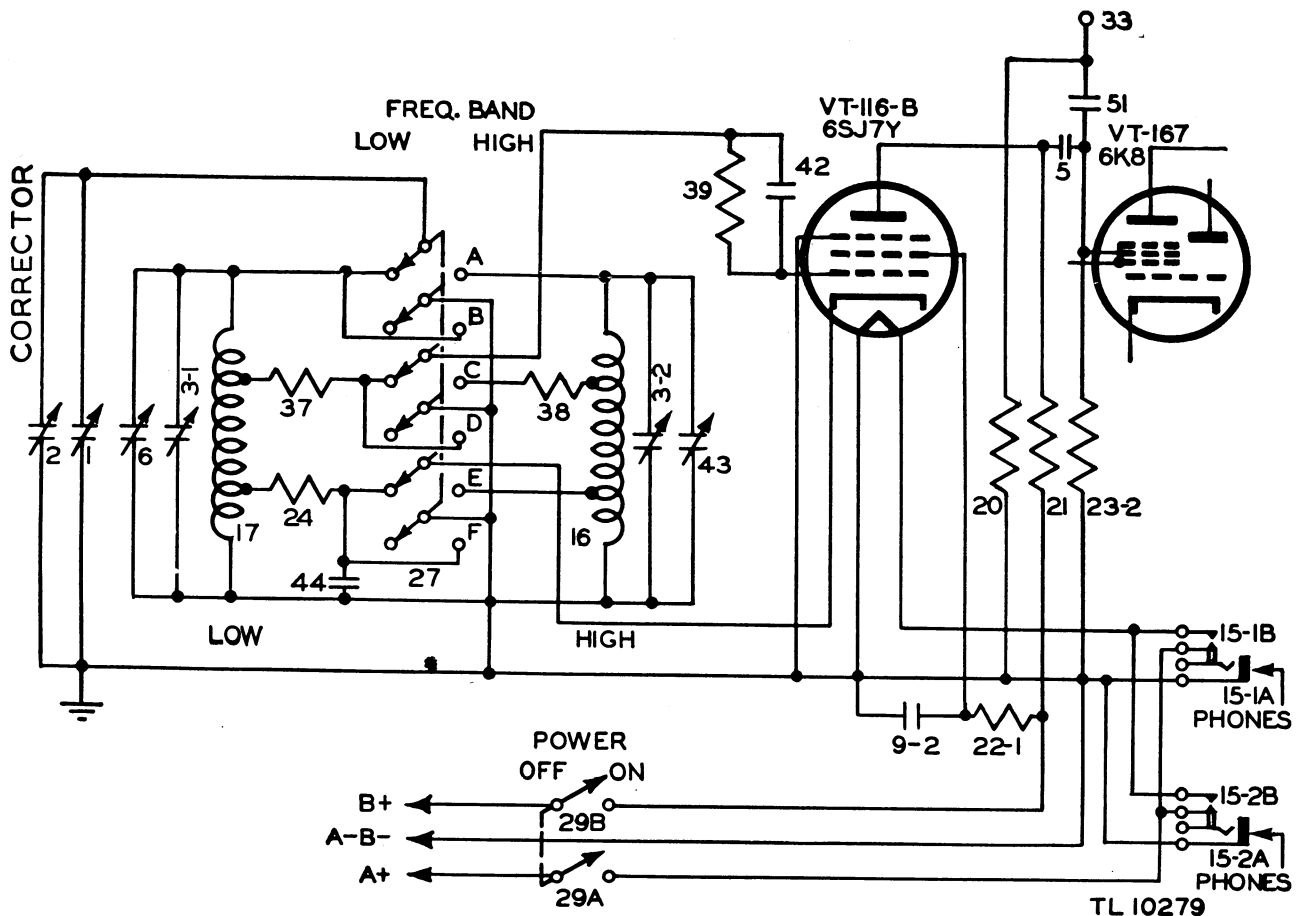 33
FREQ. BAND
LOW HIGH
VT-116-B
6SJ7Y
51
VT-167
6K8
5
39
42
CORRECTOR
A
B
C
D
E
F
2
1
6
3-1
37
24
17
44
27
38
16
3-2
43
20
21
23-2
LOW
HIGH
15-1B
15-1A
PHONES
9-2
22-1
POWER
OFF ON
B+
29B
A-B-
A+
29A
15-2B
15-2A
PHONES
TL 10279